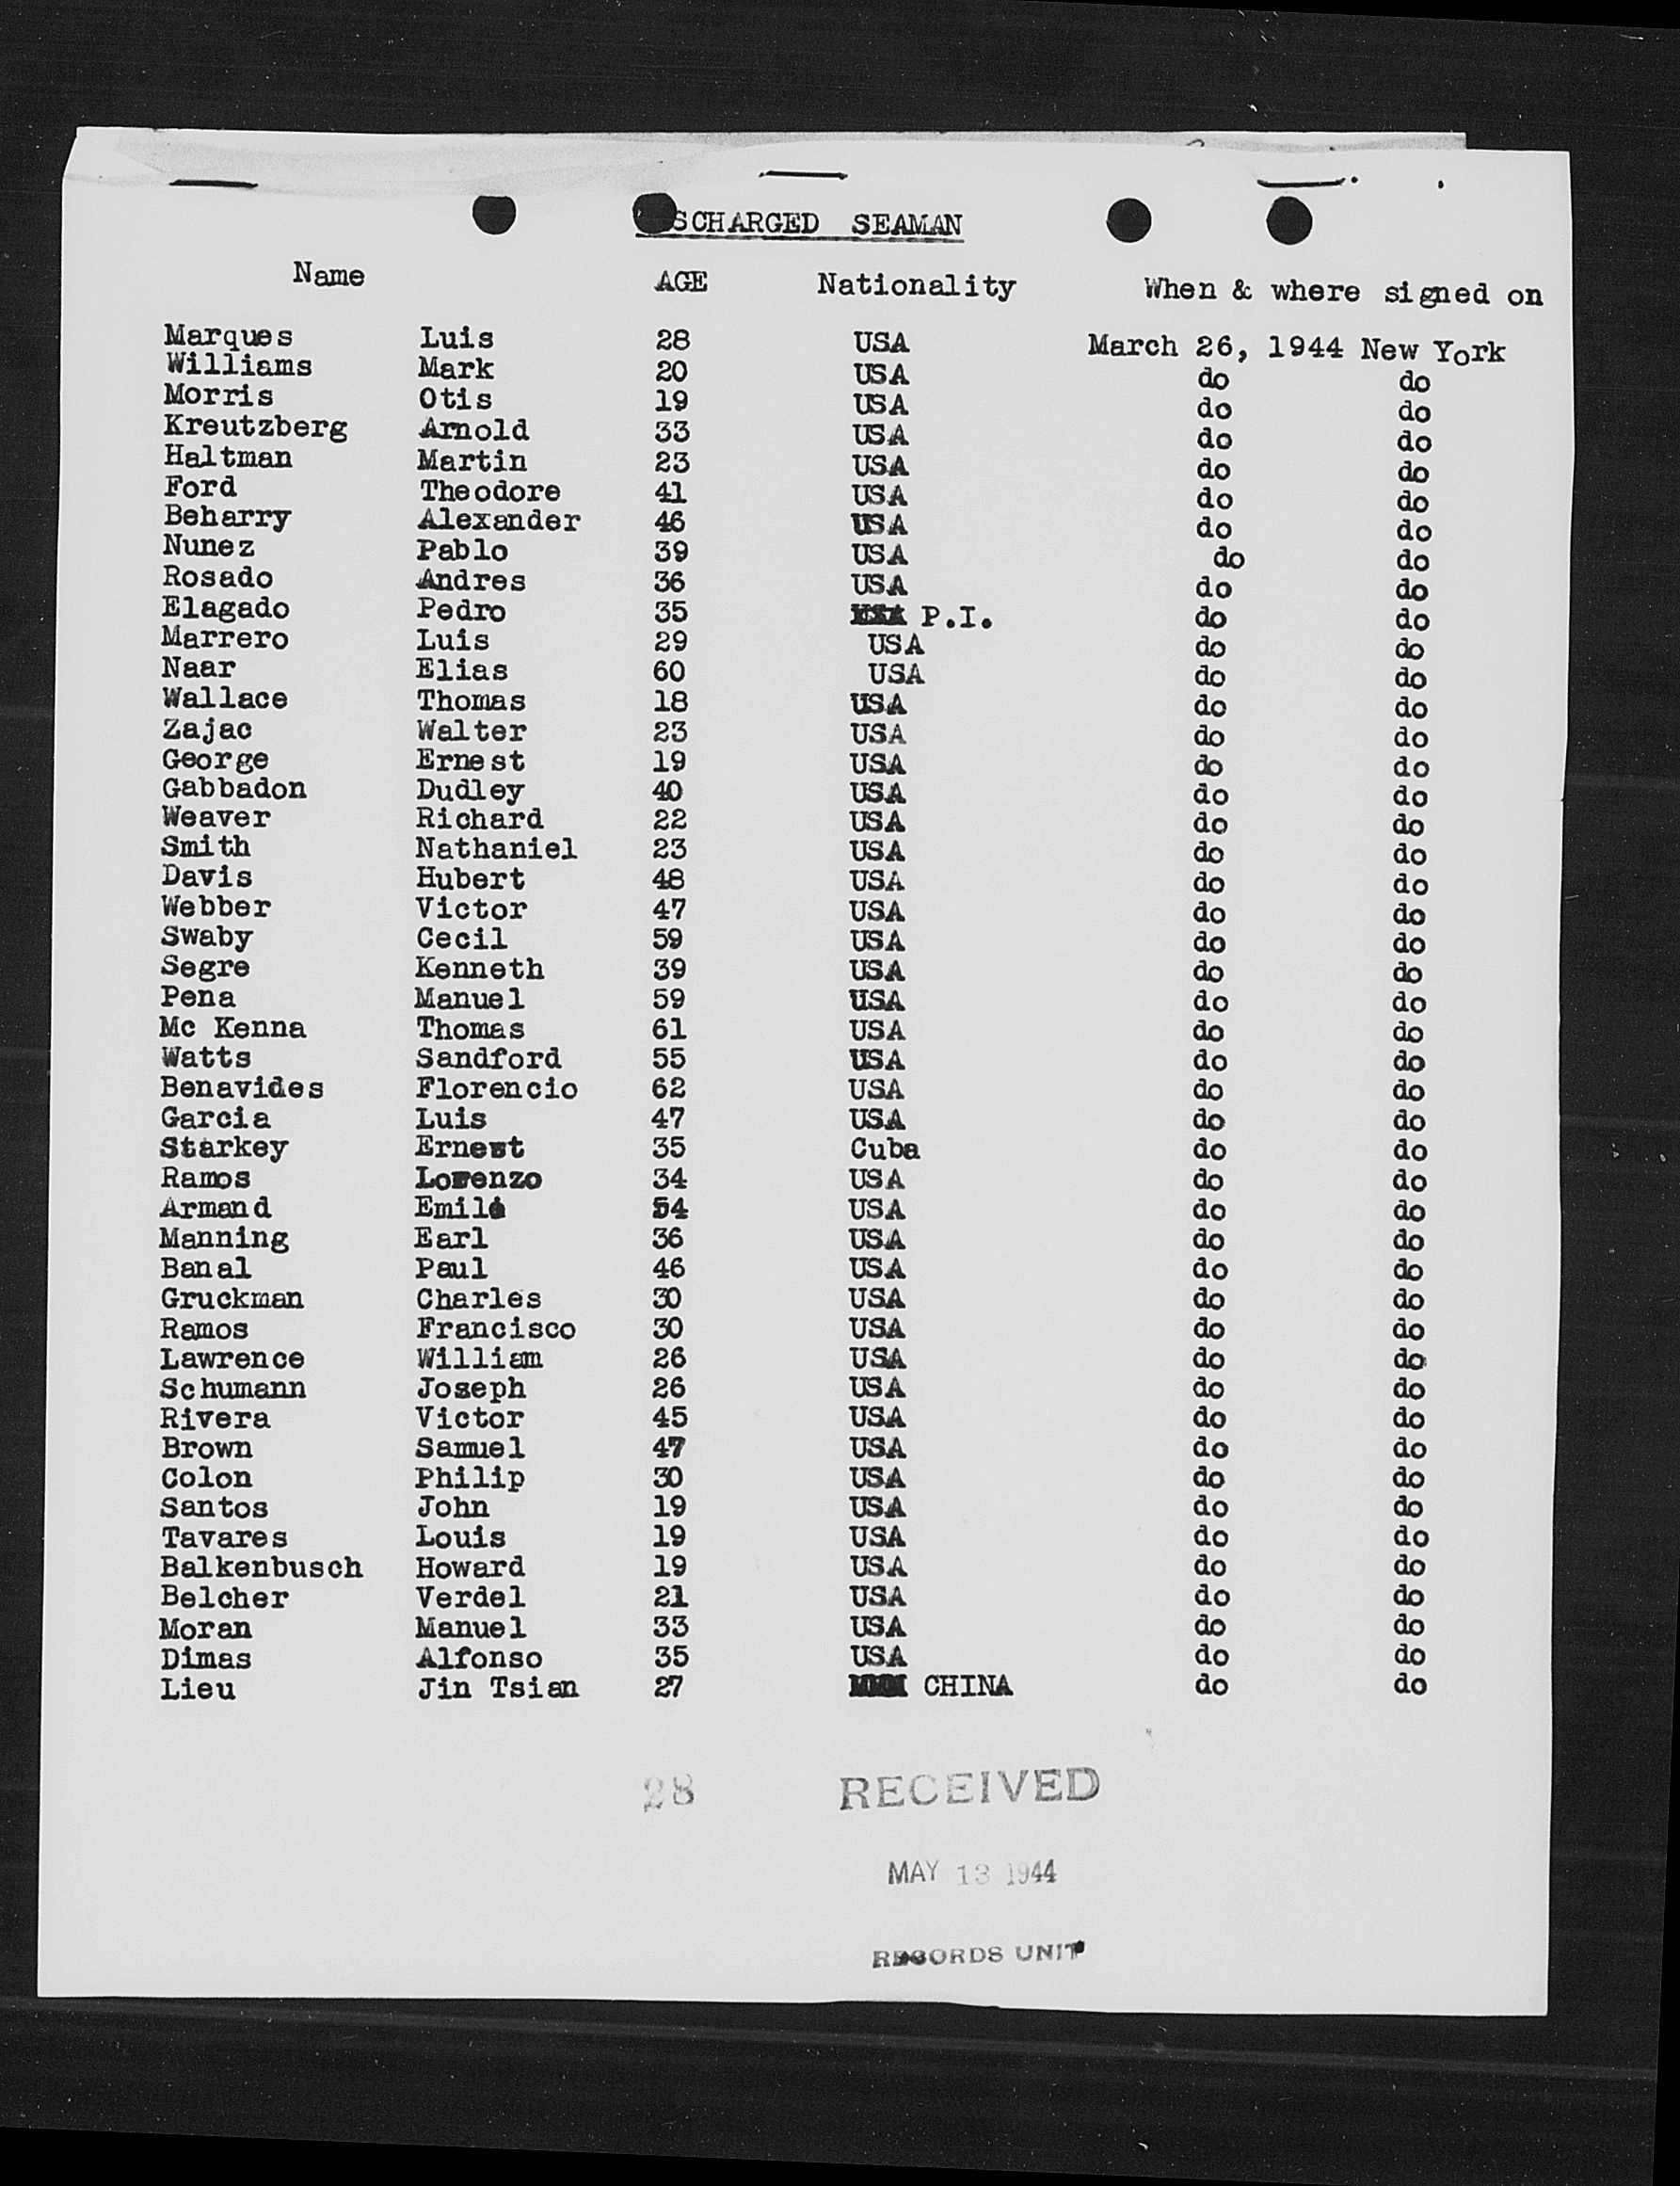 SCHARGED SEAMAN
Name AGE Nationality When & where signed on
Marques Luis 28 USA March 26, 1944 New York
Williams Mark 20 USA do do
Morris Otis 19 USA do do
Kreutzberg Arnold 33 USA do do
Haltman Martin 23 USA do do
Ford Theodore 41 USA do do
Beharry Alexander 46 USA do do
Nunez Pablo 39 USA do do
Rosado Andres 36 USA do do
Elagado Pedro 35 P.I. do do
Marrero Luis 29 USA do do
Naar Elias 60 USA do do
Wallace Thomas 18 USA do do
Zajac Walter 23 USA do do
George Ernest 19 USA do do
Gabbadon Dudley 40 USA do do
Weaver Richard 22 USA do do
Smith Nathaniel 23 USA do do
Davis Hubert 48 USA do do
Webber Victor 47 USA do do
Swaby Cecil 59 USA do do
Segre Kenneth 39 USA do do
Pena Manuel 59 USA do do
Mc Kenna Thomas 61 USA do do
Watts Sandford 55 USA do do
Benavides Florencio 62 USA do do
Garcia Luis 47 USA do do
Starkey Ernest 35 Cuba do do
Ramos Lorenzo 34 USA do do
Armand Emile 54 USA do do
Manning Earl 36 USA do do
Banal Paul 46 USA do do
Gruckman Charles 30 USA do do
Ramos Francisco 30 USA do do
Lawrence William 26 USA do do
Schumann Joseph 26 USA do do
Rivera Victor 45 USA do do
Brown Samuel 47 USA do do
Colon Philip 30 USA do do
Santos John 19 USA do do
Tavares Louis 19 USA do do
Balkenbusch Howard 19 USA do do
Belcher Verdel 21 USA do do
Moran Manuel 33 USA do do
Dimas Alfonso 35 USA do do
Lieu Jin Tsian 27 CHINA do do
28 RECEIVED
MAY 13 1944
RECORDS UNIT